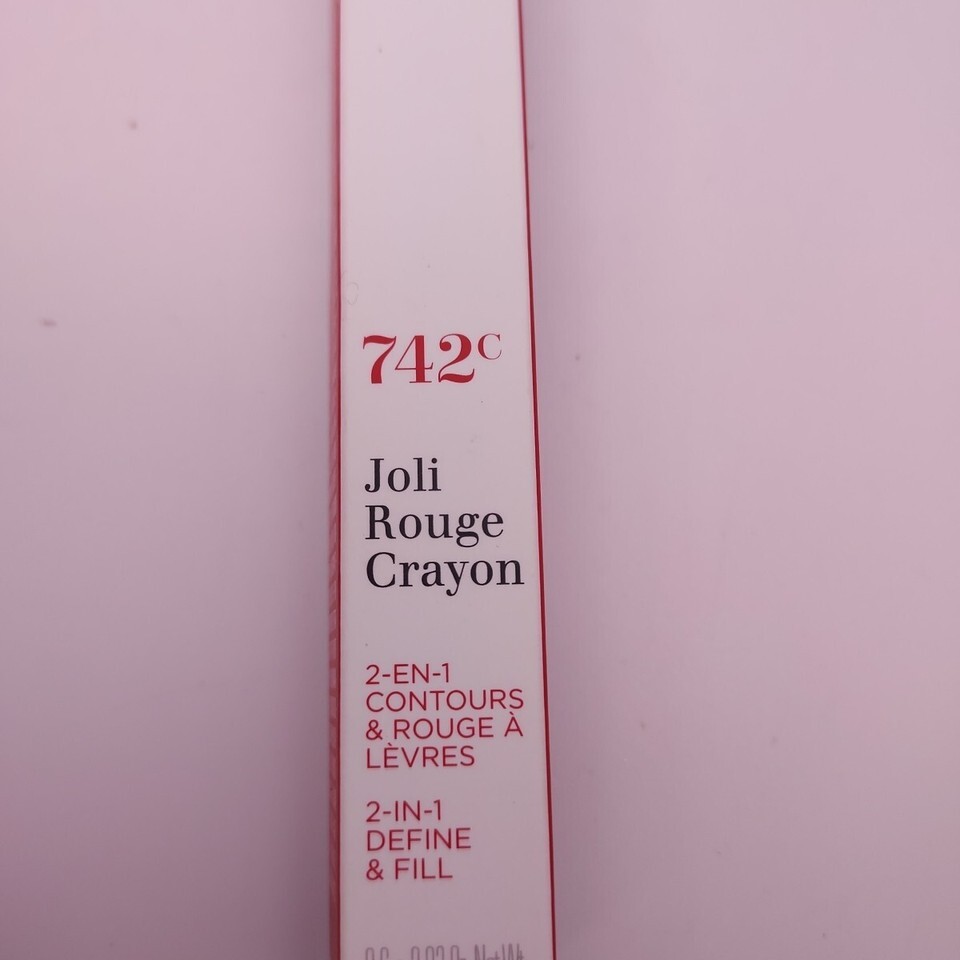 742C
Joli
Rouge
Crayon
2-EN-1
CONTOURS
& ROUGE À
LÈVRES
2-IN-1
DEFINE
& FILL